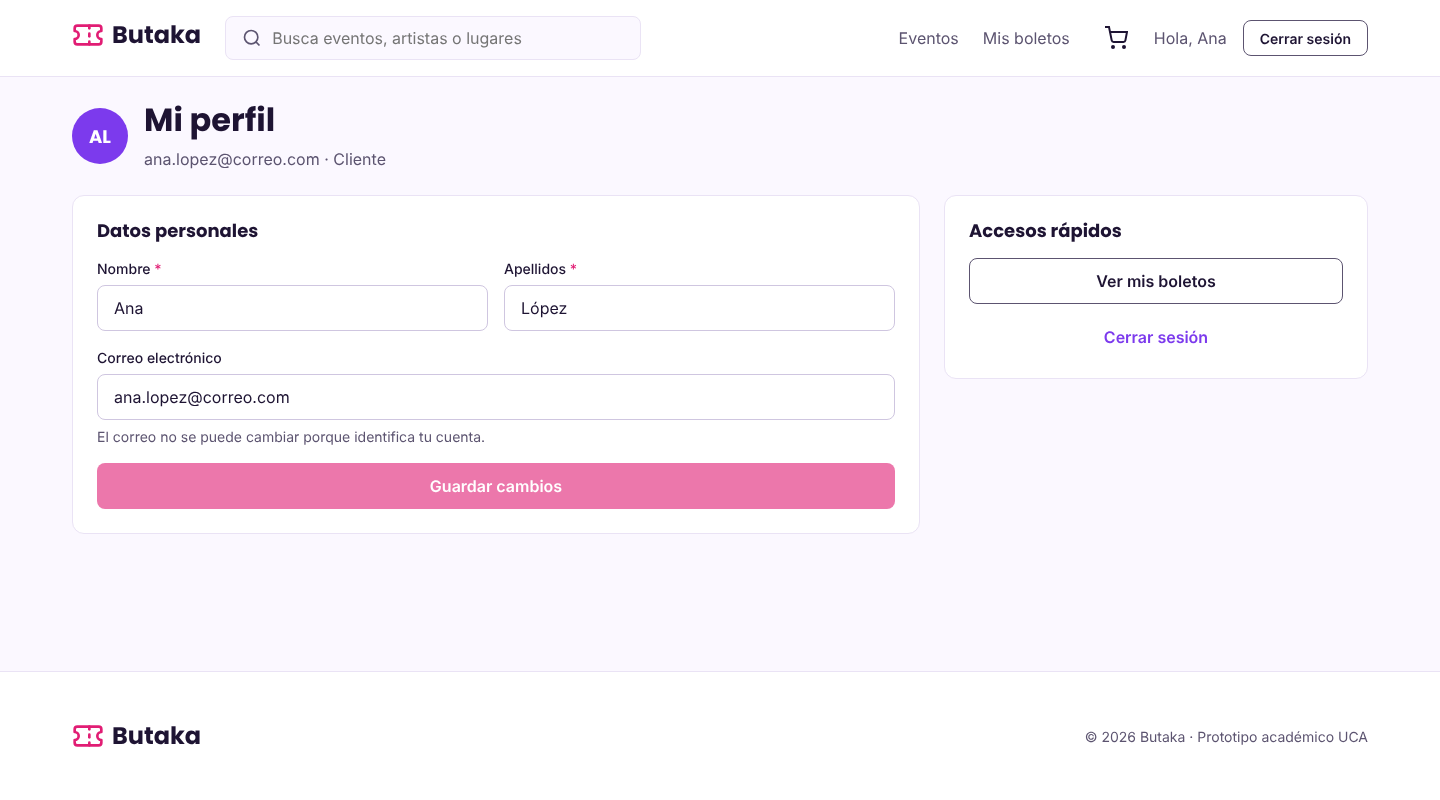 Butaka
Busca eventos, artistas o lugares
Eventos
Mis boletos
Hola, Ana
Cerrar sesión
AL
Mi perfil
ana.lopez@correo.com · Cliente
Datos personales
Nombre *
Apellidos *
Ana
López
Correo electrónico
ana.lopez@correo.com
El correo no se puede cambiar porque identifica tu cuenta.
Guardar cambios
Accesos rápidos
Ver mis boletos
Cerrar sesión
Butaka
© 2026 Butaka · Prototipo académico UCA